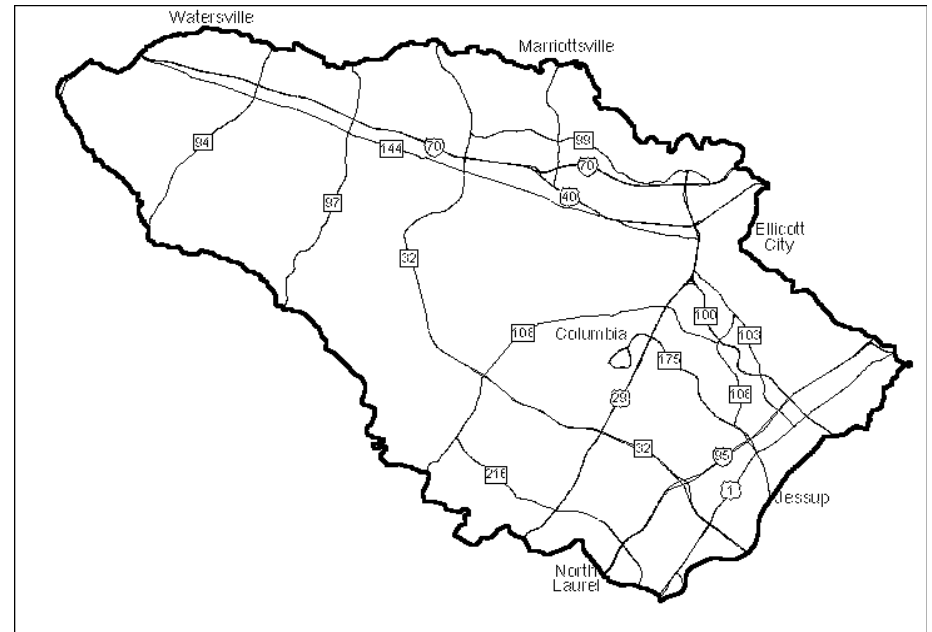 Watersville
Marriottsville
94
144
70
99
70
40
97
Ellicott
City
32
108
Columbia
100
103
175
29
108
32
95
216
1
Jessup
North
Laurel